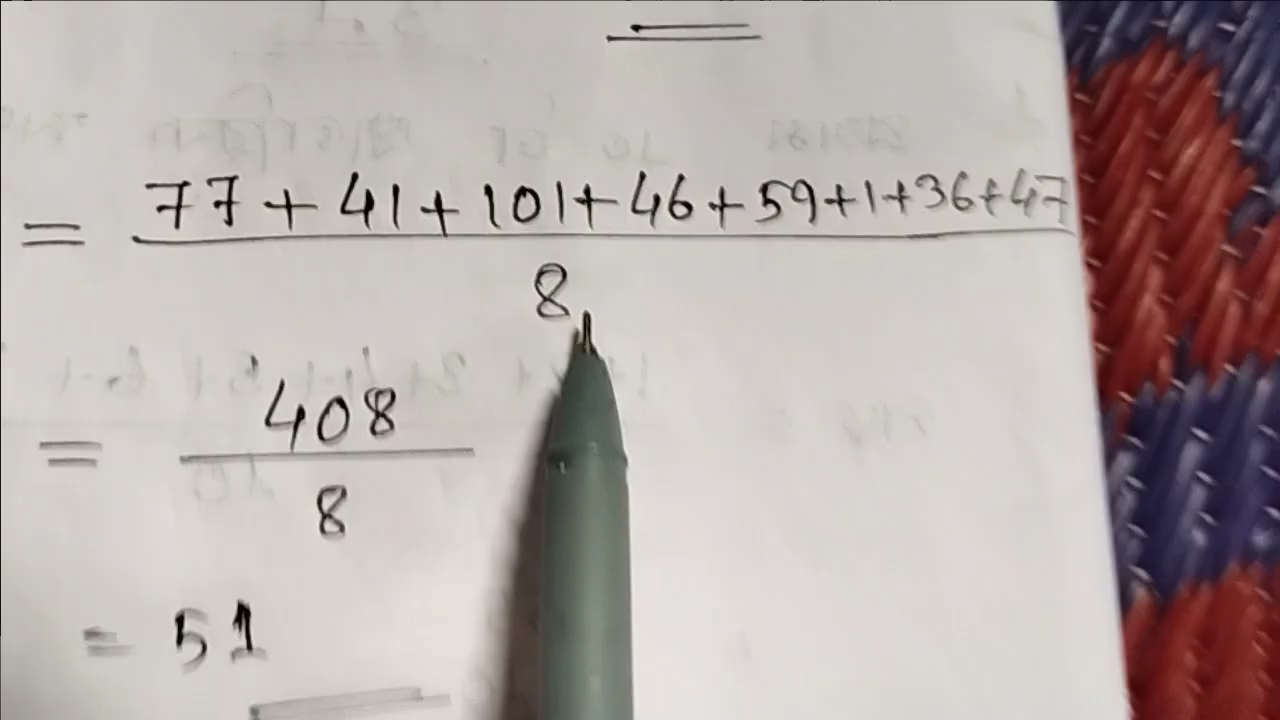 = 77 + 41 + 101 + 46 + 59 + 1 + 36 + 47
8
= 408
8
= 51